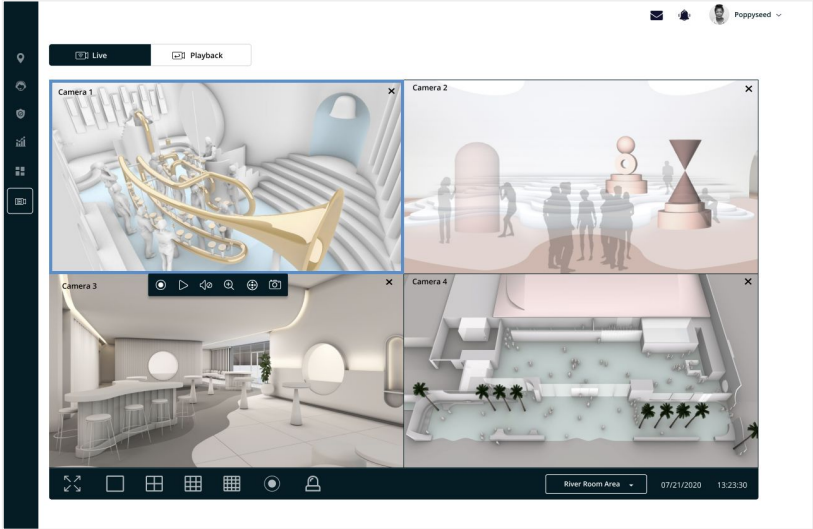 Poppyseed
Live
Playback
Camera 1
Camera 2
Camera 3
Camera 4
River Room Area
07/21/2020
13:23:30